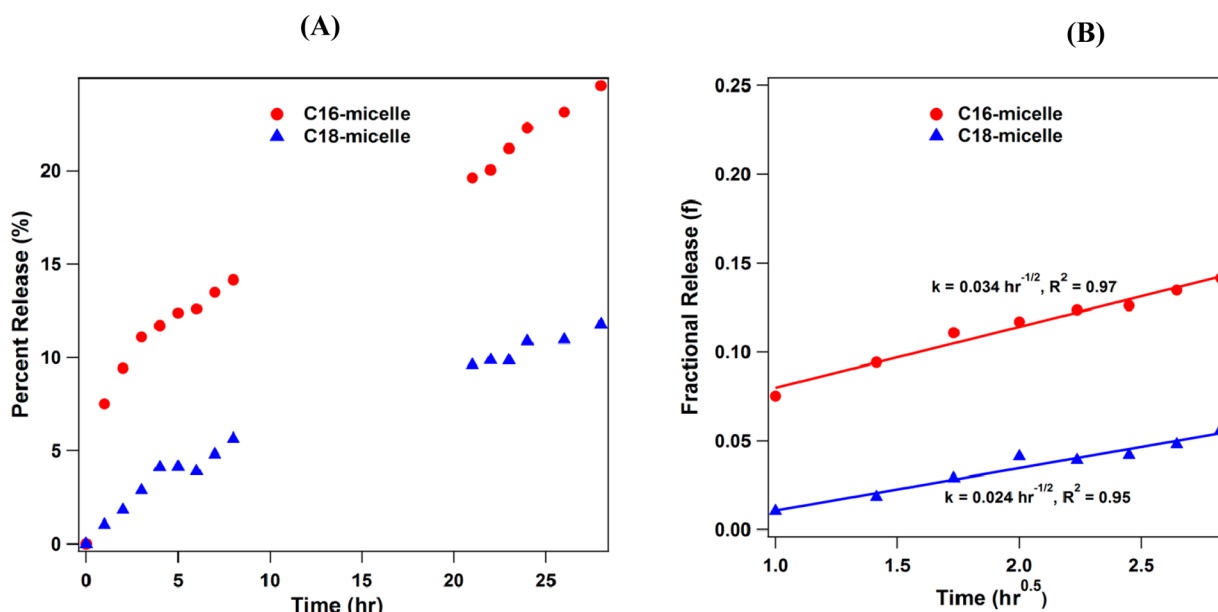 (A)
(B)
C16-micelle
C18-micelle
Percent Release (%)
20
15
10
5
0
0
5
10
15
20
25
Time (hr)
C16-micelle
C18-micelle
Fractional Release (f)
0.25
0.20
0.15
0.10
0.05
0.00
k = 0.034 hr^-1/2, R^2 = 0.97
k = 0.024 hr^-1/2, R^2 = 0.95
1.0
1.5
2.0
2.5
Time (hr^0.5)